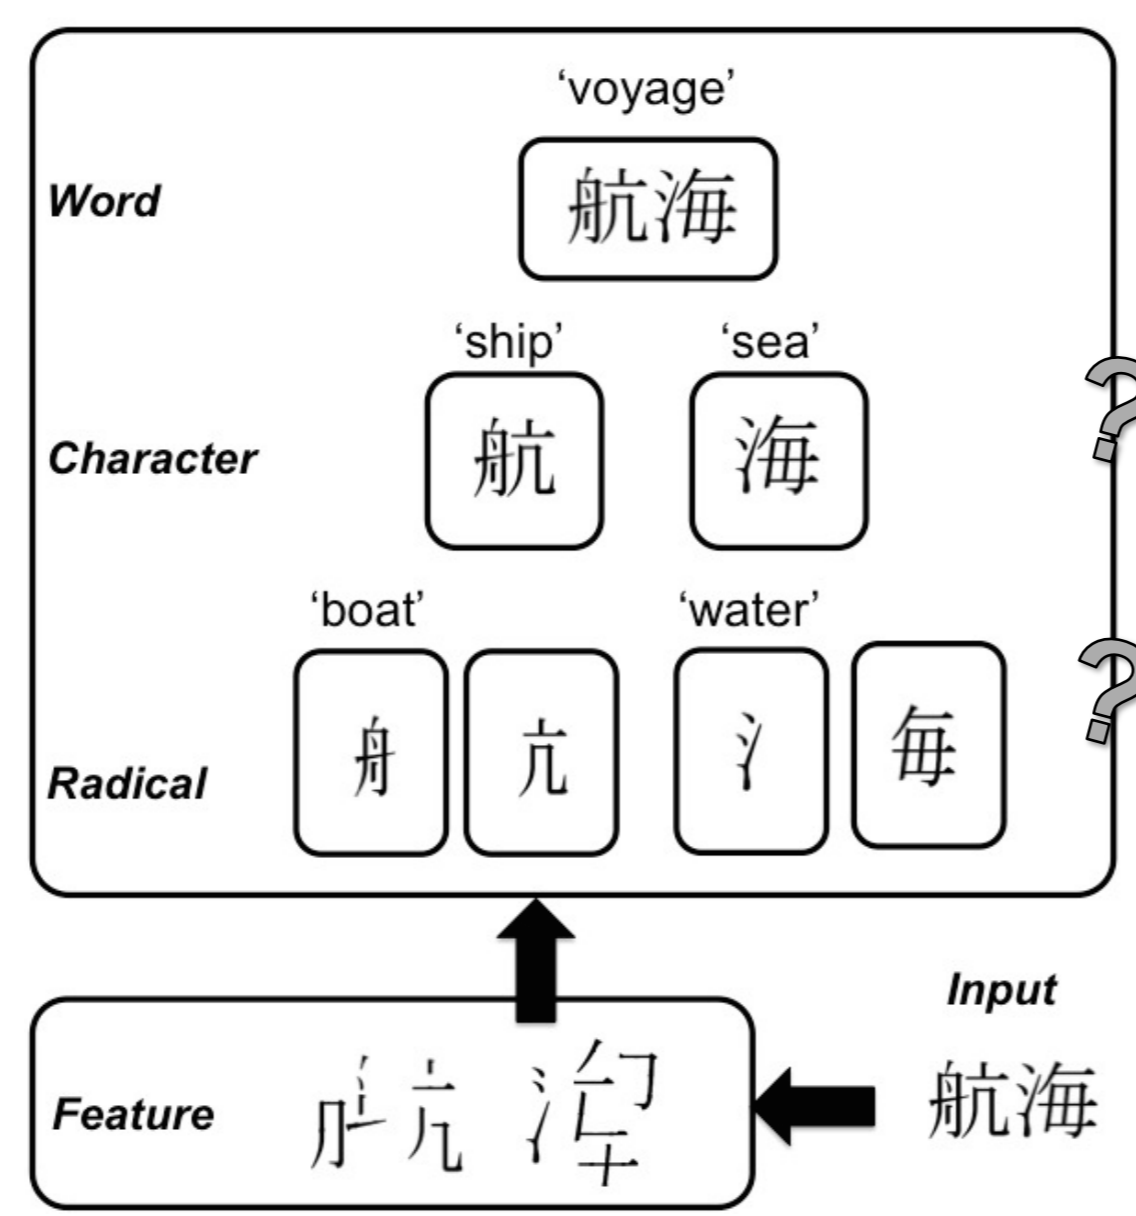 ‘voyage’
Word
航海
‘ship’ ‘sea’
Character 航 海
?
‘boat’ ‘water’
Radical 舟 亢 氵 毎
?
Input
Feature
航海